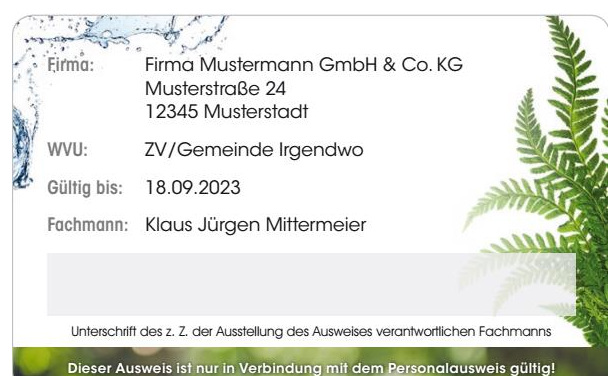 Firma: Firma Mustermann GmbH & Co. KG
Musterstraße 24
12345 Musterstadt
WVU: ZV/Gemeinde Irgendwo
Gültig bis: 18.09.2023
Fachmann: Klaus Jürgen Mittermeier
Unterschrift des z. Z. der Ausstellung des Ausweises verantwortlichen Fachmanns
Dieser Ausweis ist nur in Verbindung mit dem Personalausweis gültig!